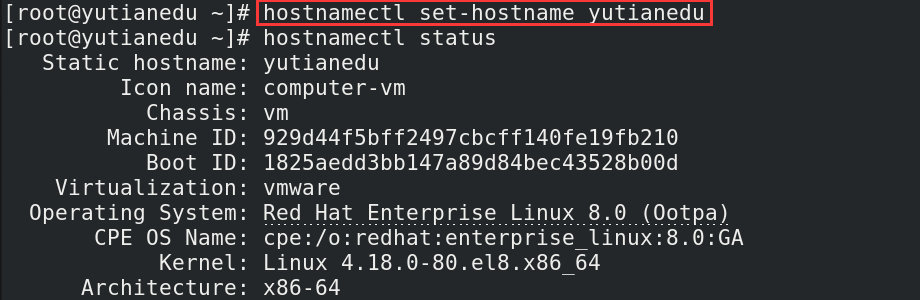 [root@yutianedu ~]# hostnamectl set-hostname yutianedu
[root@yutianedu ~]# hostnamectl status
Static hostname: yutianedu
Icon name: computer-vm
Chassis: vm
Machine ID: 929d44f5bff2497cbcff140fe19fb210
Boot ID: 1825aedd3bb147a89d84bec43528b00d
Virtualization: vmware
Operating System: Red Hat Enterprise Linux 8.0 (Ootpa)
CPE OS Name: cpe:/o:redhat:enterprise_linux:8.0:GA
Kernel: Linux 4.18.0-80.el8.x86_64
Architecture: x86-64